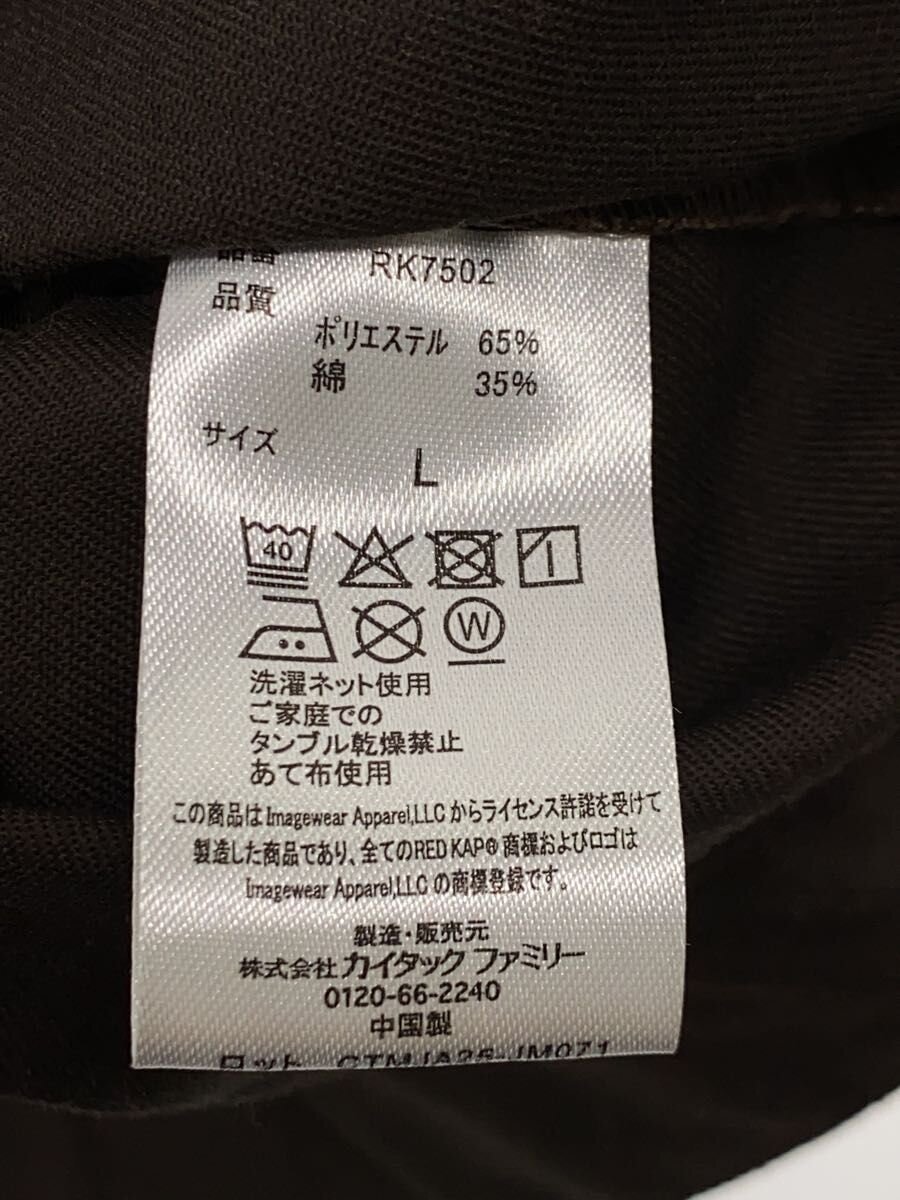 品番 RK7502
品質
ポリエステル 65%
綿 35%
サイズ
L
40
W
洗濯ネット使用
ご家庭での
タンブル乾燥禁止
あて布使用
この商品はImagewear Apparel,LLCからライセンス許諾を受けて
製造した商品であり、全てのRED KAP®商標およびロゴは
Imagewear Apparel,LLCの商標登録です。
製造・販売元
株式会社カイタックファミリー
0120-66-2240
中国製
ロット